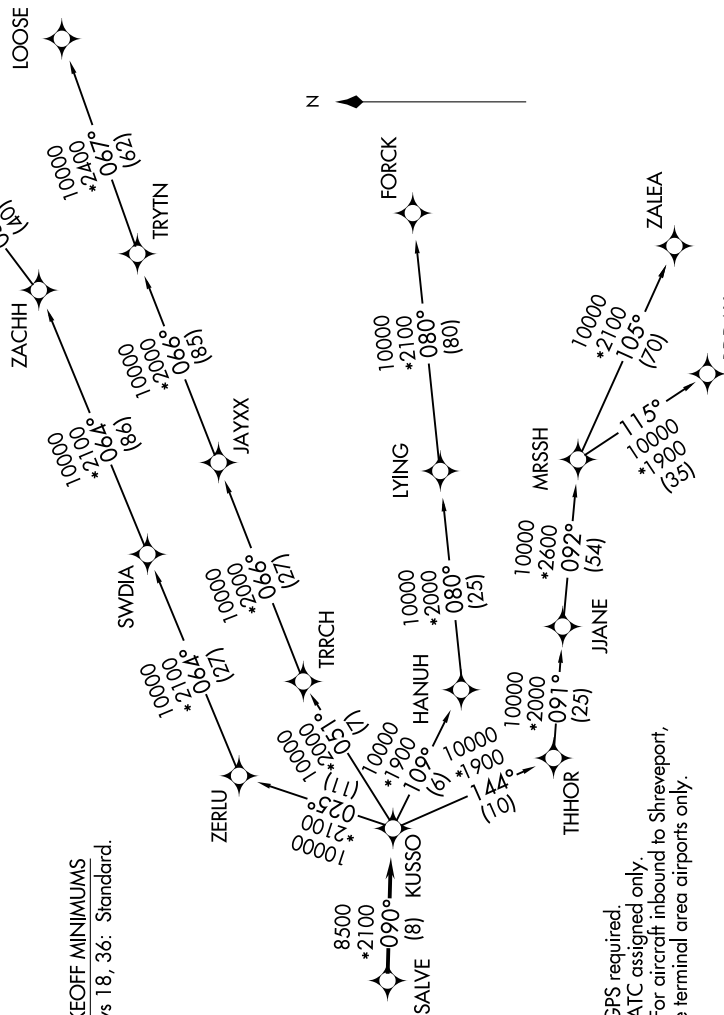 LOOSE
10000
*2400
067°
(62)
TRYTN
N
(40)
ZACHH
10000
*2100
064°
(86)
10000
*2000
066°
(85)
JAYXX
FORCK
10000
*2100
080°
(80)
LYING
ZALEA
10000
*2100
105°
(70)
MRSSH
115°
10000
*1900
(35)
SWDIA
10000
*2100
064°
(27)
10000
*2000
066°
(27)
TRRCH
10000
*2000
080°
(25)
HANUH
10000
*2600
092°
(54)
JJANE
10000
*2000
091°
(25)
THHOR
ZERLU
10000
*2100
025°
(11)
10000
*2000
051°
(7)
10000
*1900
109°
(6)
10000
*1900
144°
(10)
KUSSO
8500
*2100
090°
(8)
SALVE
KEOFF MINIMUMS
ys 18, 36: Standard.
GPS required.
ATC assigned only.
For aircraft inbound to Shreveport,
e terminal area airports only.